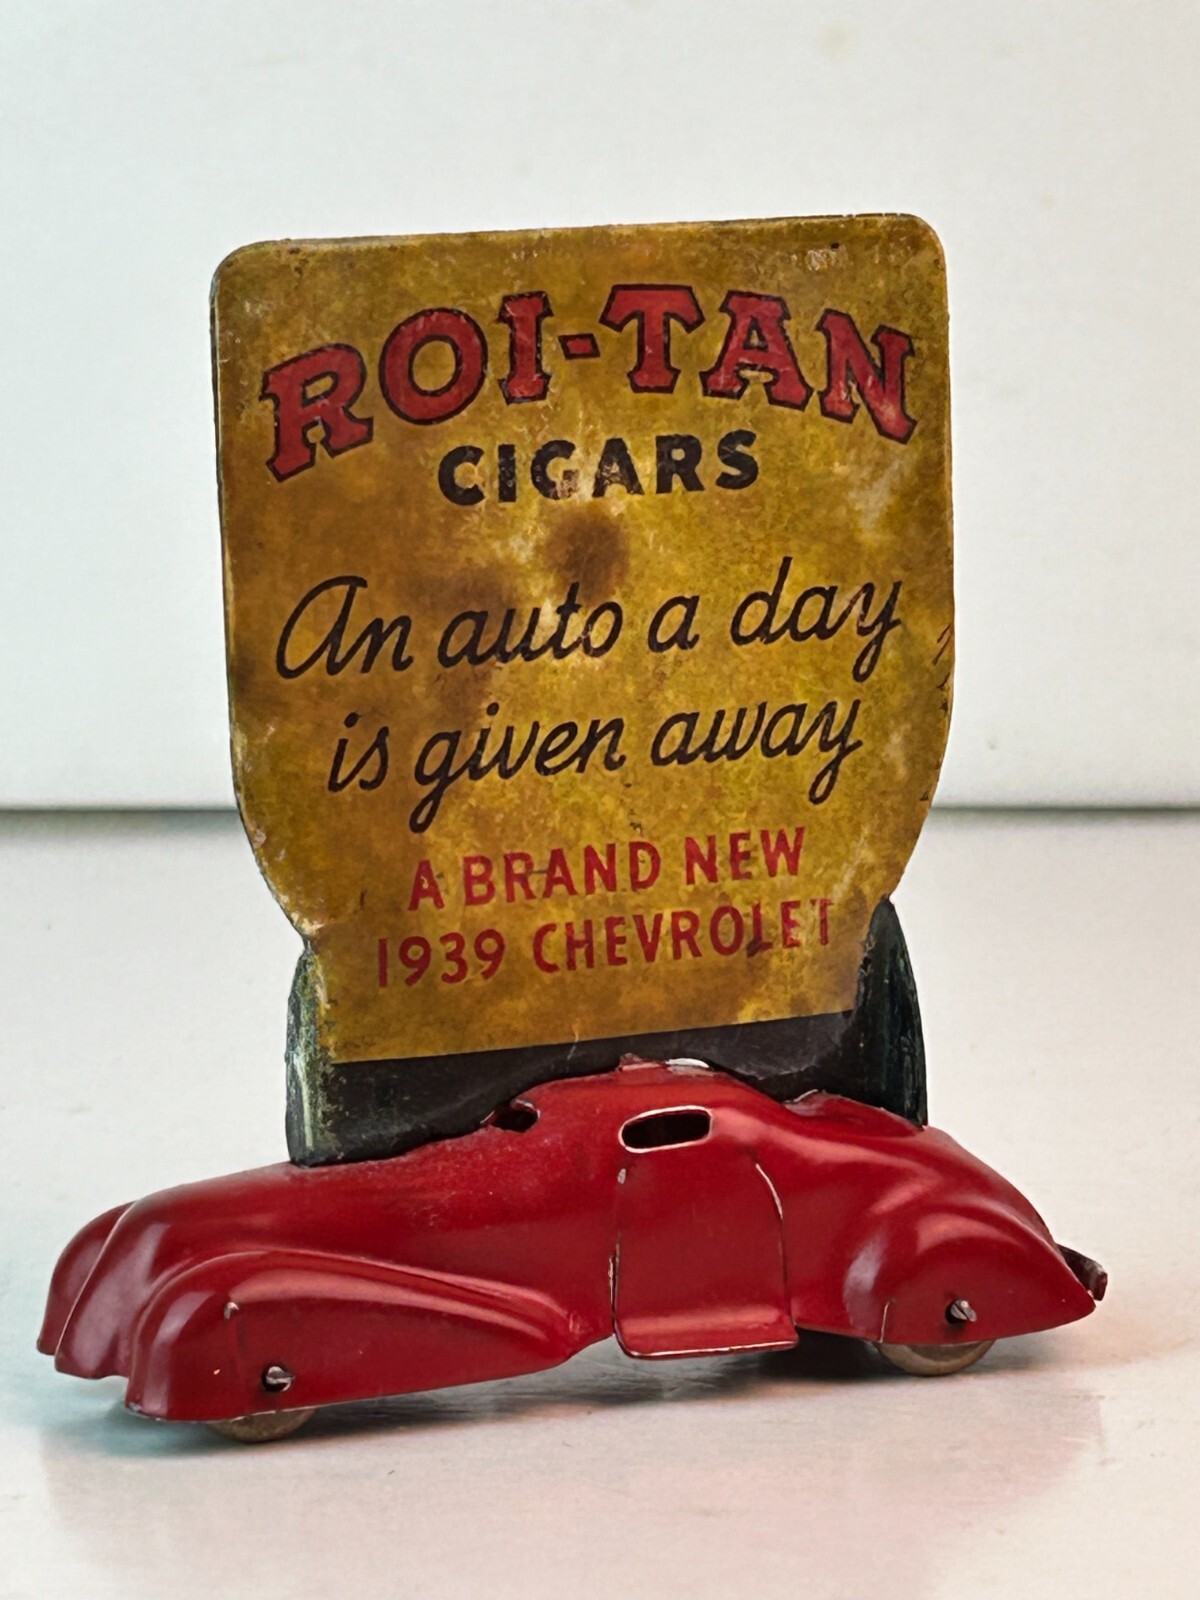 ROI-TAN
CIGARS
An auto a day
is given away
A BRAND NEW
1939 CHEVROLET